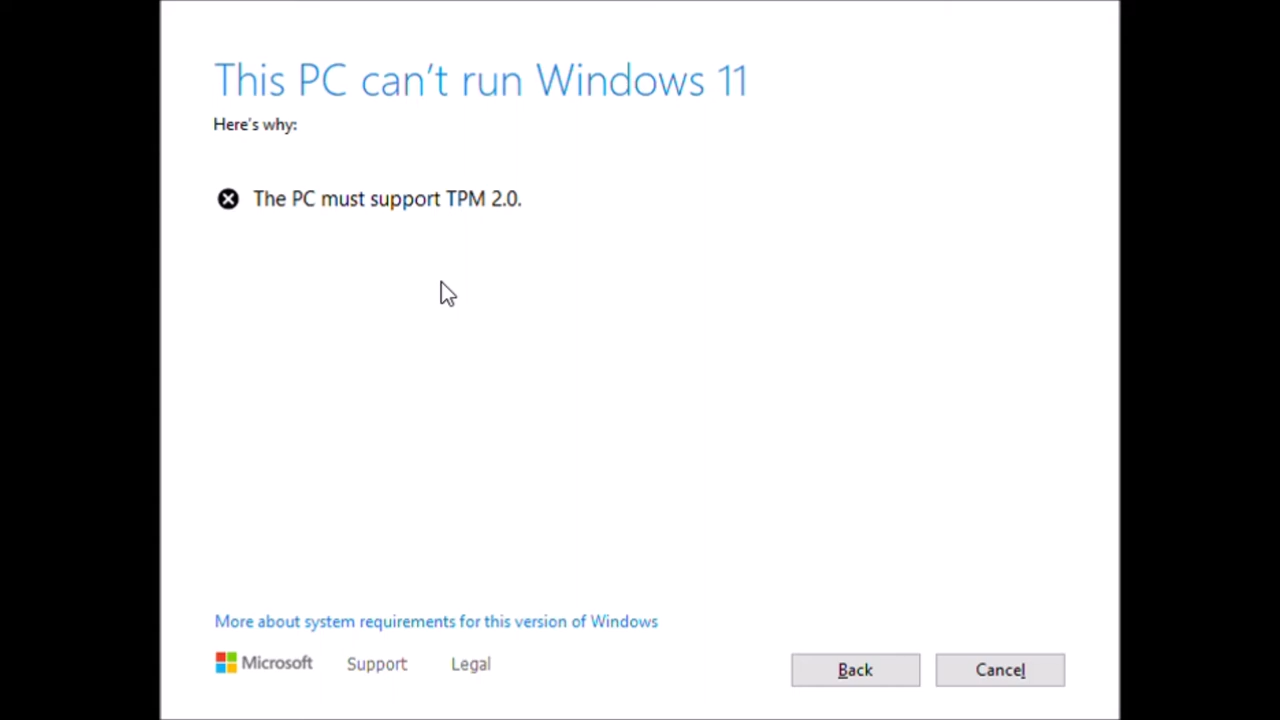 This PC can’t run Windows 11
Here’s why:
The PC must support TPM 2.0.
More about system requirements for this version of Windows
Microsoft Support Legal Back Cancel